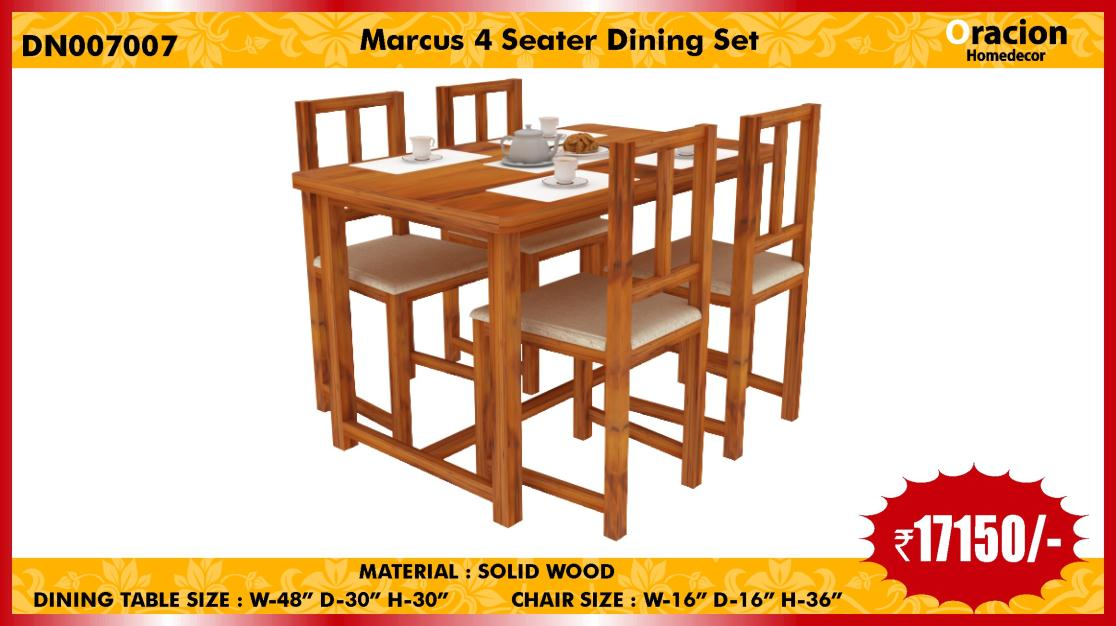 DN007007
Marcus 4 Seater Dining Set
Oracion
Homedecor
₹17150/-
MATERIAL : SOLID WOOD
DINING TABLE SIZE : W-48” D-30” H-30”
CHAIR SIZE : W-16” D-16” H-36”